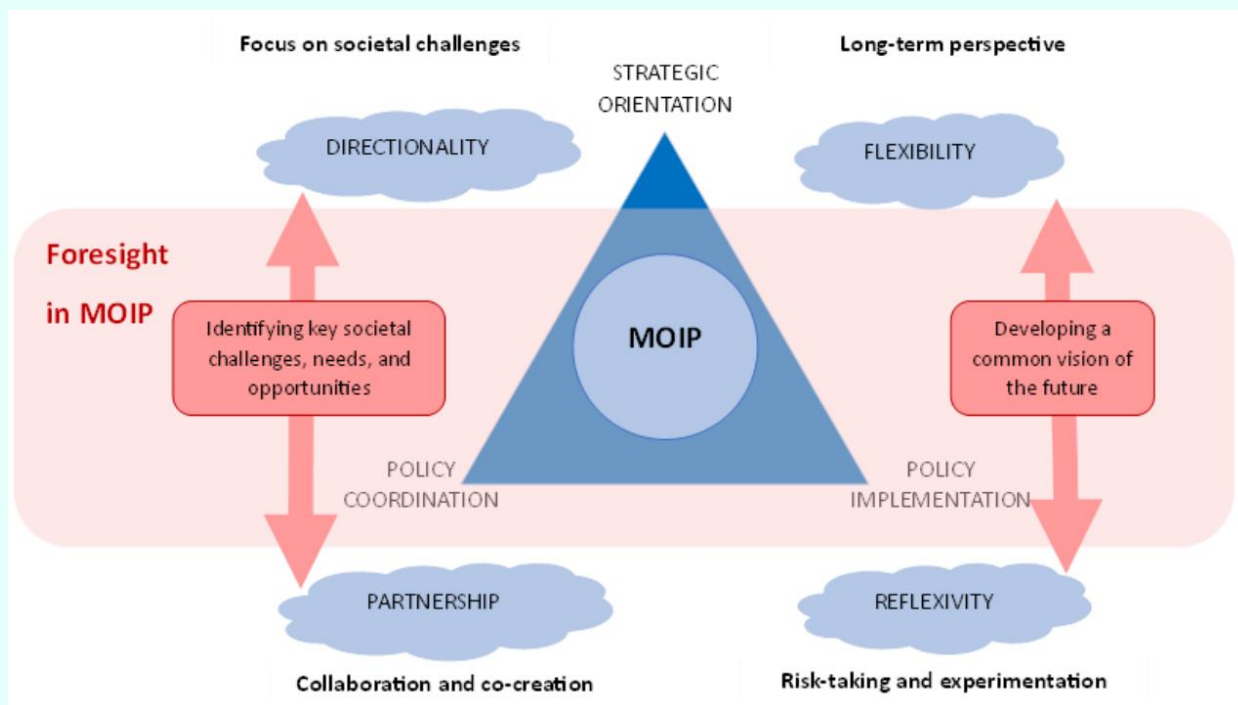 Focus on societal challenges
Long-term perspective
STRATEGIC
ORIENTATION
DIRECTIONALITY
FLEXIBILITY
Foresight
in MOIP
Identifying key societal
challenges, needs, and
opportunities
MOIP
Developing a
common vision of
the future
POLICY
COORDINATION
POLICY
IMPLEMENTATION
PARTNERSHIP
REFLEXIVITY
Collaboration and co-creation
Risk-taking and experimentation